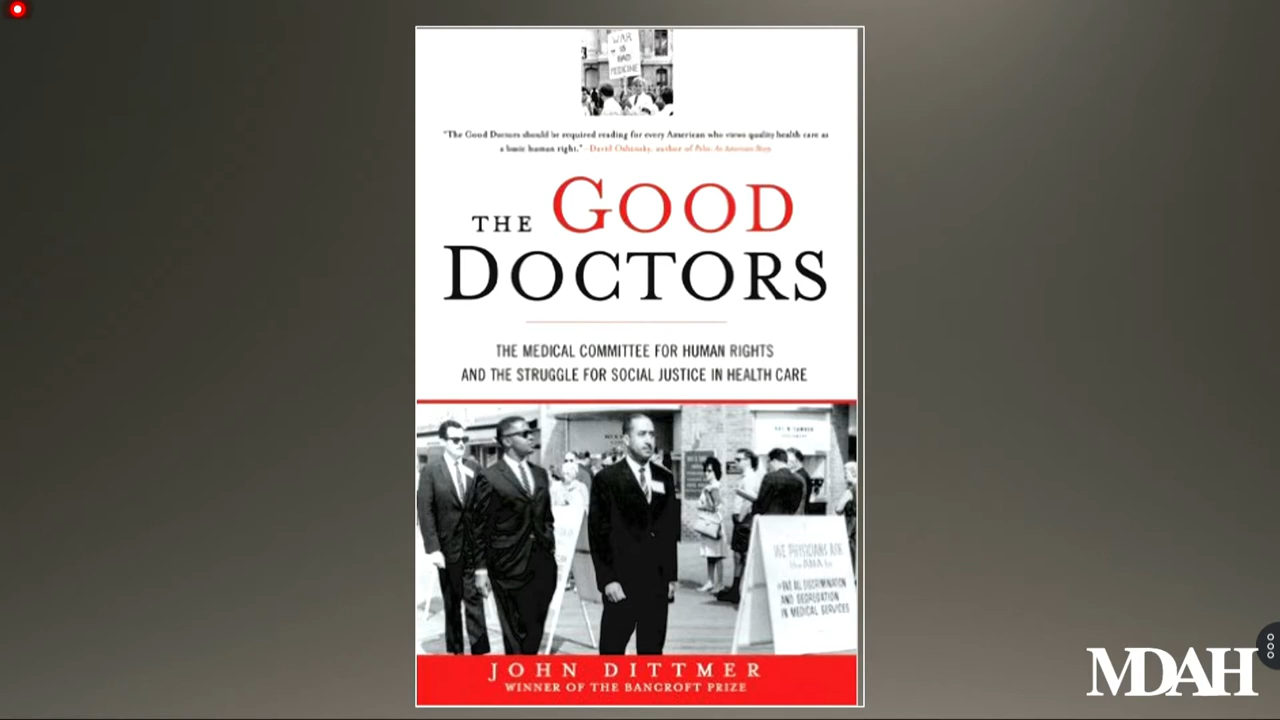 WAR
IS
BAD
MEDICINE
"The Good Doctors should be required reading for every American who views quality health care as
a basic human right." –David Oshinsky, author of Polio: An American Story
THE GOOD
DOCTORS
THE MEDICAL COMMITTEE FOR HUMAN RIGHTS
AND THE STRUGGLE FOR SOCIAL JUSTICE IN HEALTH CARE
WE PHYSICIANS ASK
the AMA to
END ALL DISCRIMINATION
AND SEGREGATION
IN MEDICAL SERVICES
JOHN DITTMER
WINNER OF THE BANCROFT PRIZE
MDAH